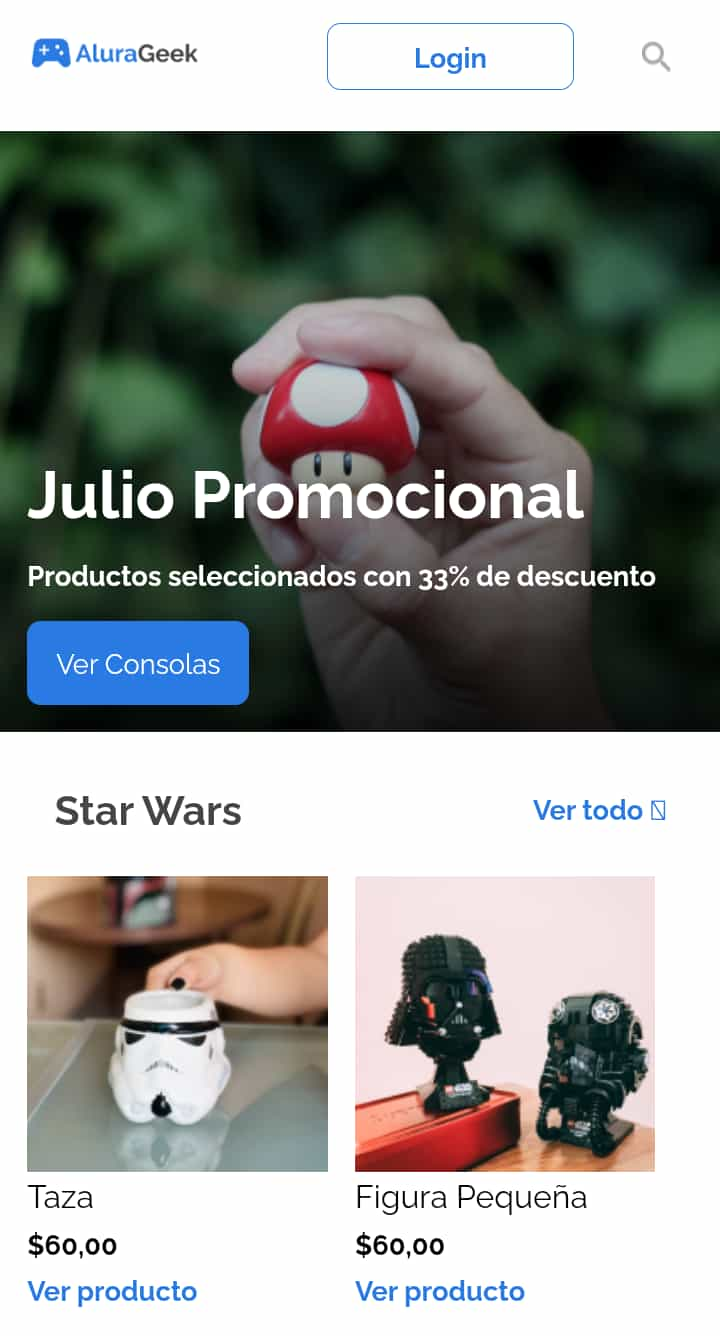 AluraGeek
Login
Julio Promocional
Productos seleccionados con 33% de descuento
Ver Consolas
Star Wars
Ver todo
Taza
Figura Pequeña
$60,00
$60,00
Ver producto
Ver producto